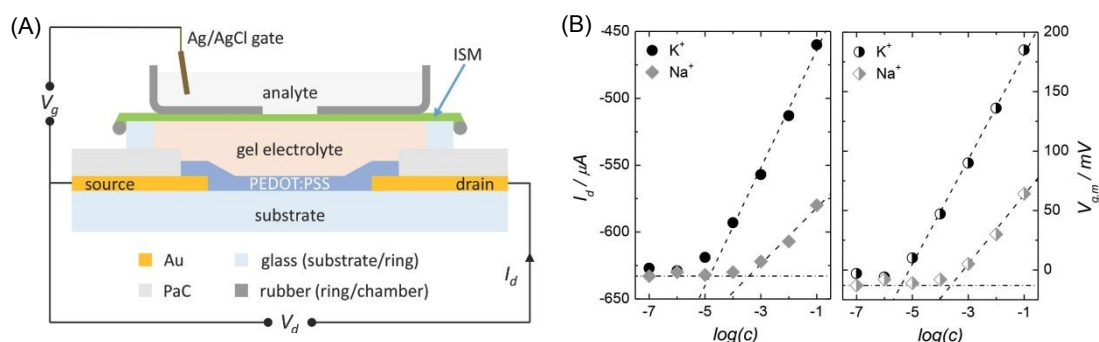 (A)
Ag/AgCl gate
ISM
analyte
V_g
gel electrolyte
PEDOT:PSS
source
drain
substrate
Au
glass (substrate/ring)
PaC
rubber (ring/chamber)
I_d
V_d
(B)
-450
-500
-550
-600
-650
I_d / μA
K⁺
Na⁺
-7 -5 -3 -1
log(c)
K⁺
Na⁺
200
150
100
50
0
V_g,m / mV
-7 -5 -3 -1
log(c)